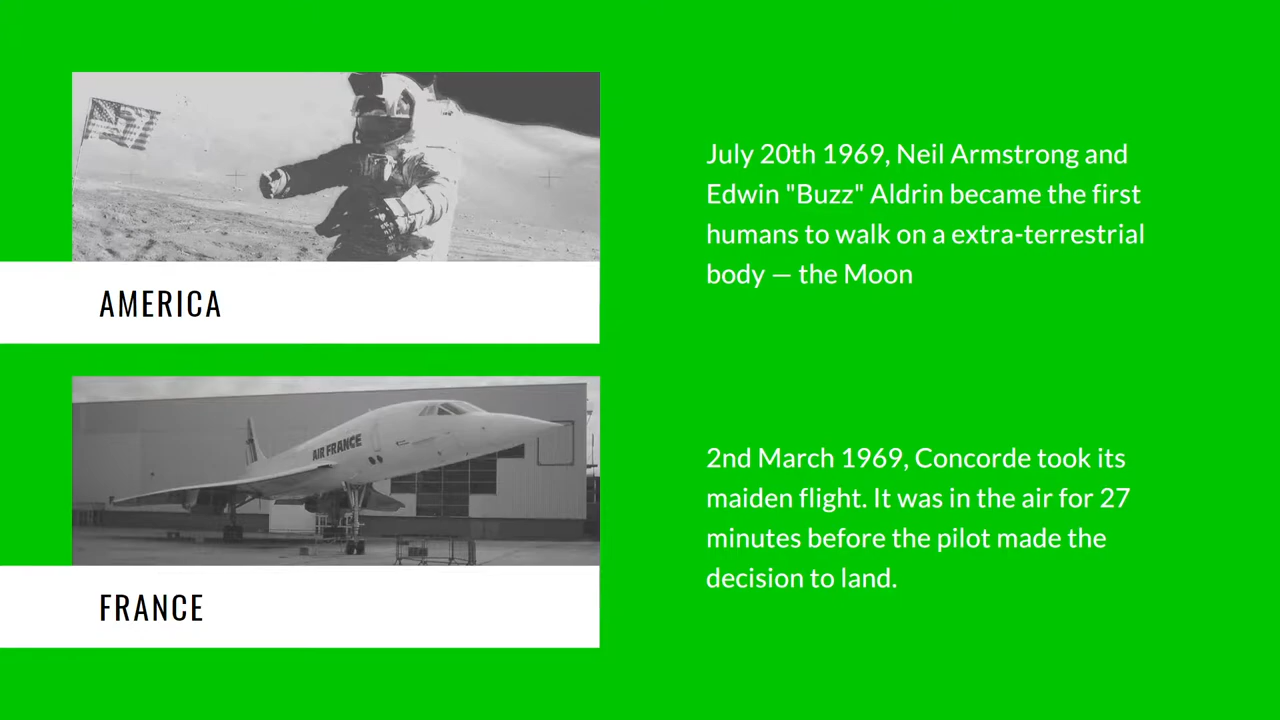 July 20th 1969, Neil Armstrong and
Edwin "Buzz" Aldrin became the first
humans to walk on a extra-terrestrial
body — the Moon
AMERICA
AIR FRANCE
2nd March 1969, Concorde took its
maiden flight. It was in the air for 27
minutes before the pilot made the
decision to land.
FRANCE